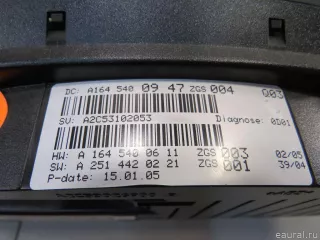 DC: A164 540 09 47 ZGS 004 Q03
SV: A2C53102053 Diagnose: 0D01
HW: A 164 540 06 11 ZGS 003 02/05
SW: A 251 442 02 21 ZGS 001 39/04
P-date: 15.01.05
eaural.ru